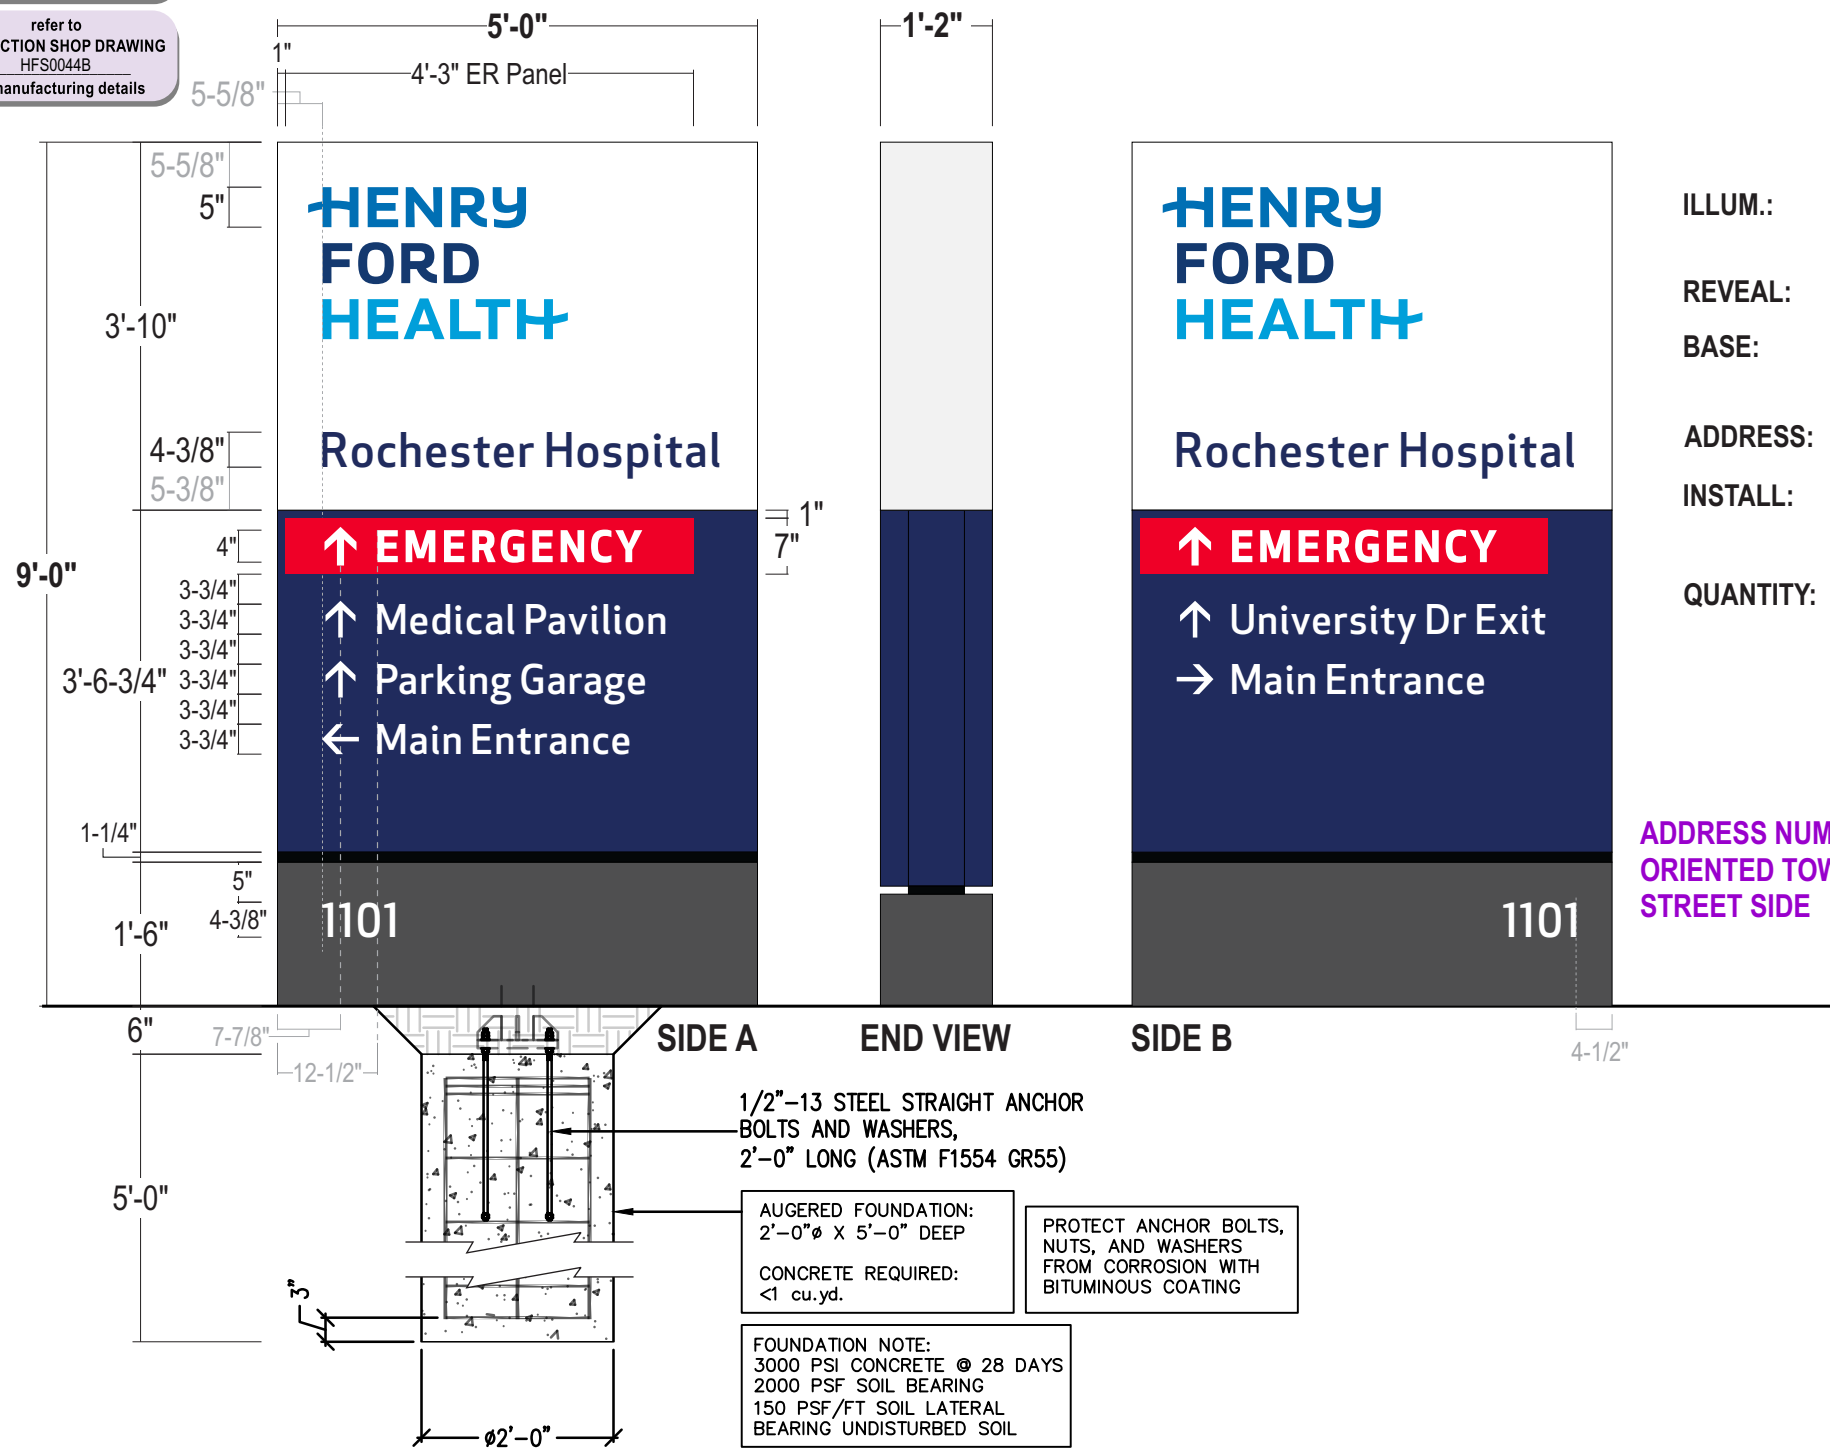 refer to
CTION SHOP DRAWING
HFS0044B
manufacturing details
5'-0"
1"
4'-3" ER Panel
5-5/8"
1'-2"
5-5/8"
5"
3'-10"
4-3/8"
5-3/8"
9'-0"
4"
3-3/4"
3-3/4"
3-3/4"
3-3/4"
3-3/4"
3-3/4"
3'-6-3/4"
1-1/4"
5"
4-3/8"
1'-6"
6"
7-7/8"
12-1/2"
5'-0"
3"
ø2'-0"
HENRY
FORD
HEALTH
Rochester Hospital
↑ EMERGENCY
↑ Medical Pavilion
↑ Parking Garage
← Main Entrance
1101
1"
7"
SIDE A
END VIEW
HENRY
FORD
HEALTH
Rochester Hospital
↑ EMERGENCY
↑ University Dr Exit
→ Main Entrance
1101
SIDE B
4-1/2"
ILLUM.:
REVEAL:
BASE:
ADDRESS:
INSTALL:
QUANTITY:
ADDRESS NUM
ORIENTED TOW
STREET SIDE
1/2"-13 STEEL STRAIGHT ANCHOR
BOLTS AND WASHERS,
2'-0" LONG (ASTM F1554 GR55)
AUGERED FOUNDATION:
2'-0"ø X 5'-0" DEEP
CONCRETE REQUIRED:
<1 cu.yd.
PROTECT ANCHOR BOLTS,
NUTS, AND WASHERS
FROM CORROSION WITH
BITUMINOUS COATING
FOUNDATION NOTE:
3000 PSI CONCRETE @ 28 DAYS
2000 PSF SOIL BEARING
150 PSF/FT SOIL LATERAL
BEARING UNDISTURBED SOIL